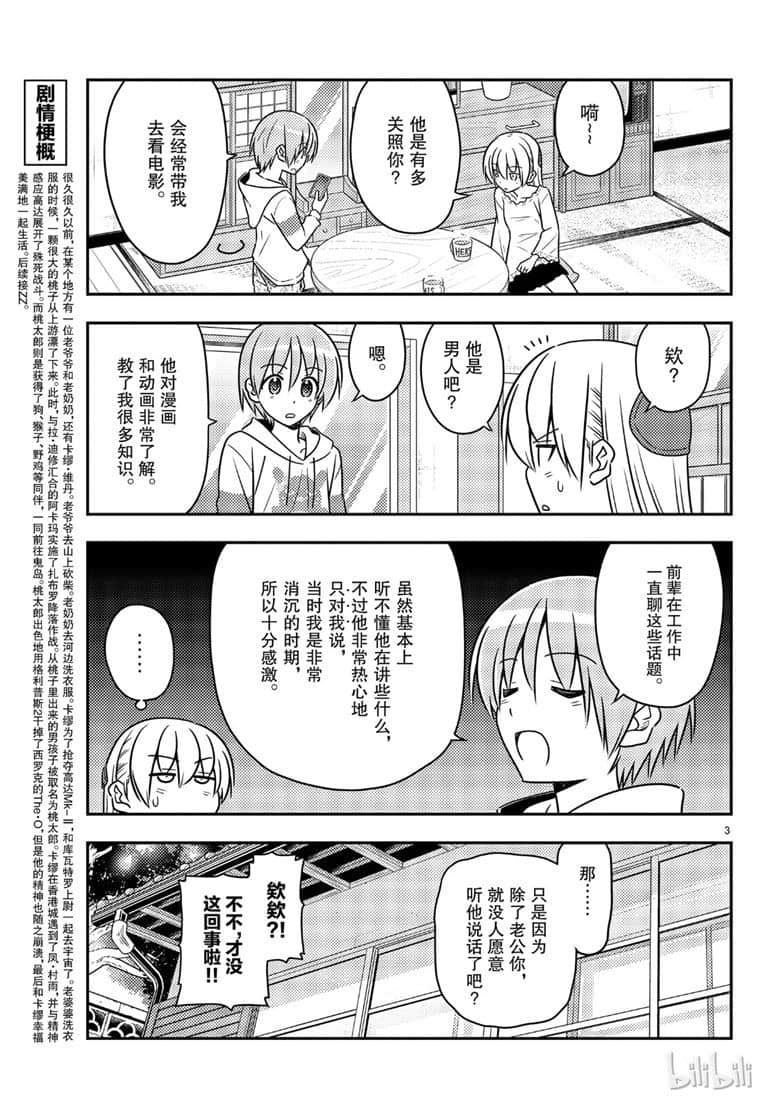 嗬~~
他是有多
关照你?
会经常带我
去看电影。
欸?
他是
男人吧?
嗯。
他对漫画
和动画非常了解。
教了我很多知识。
前辈在工作中
一直聊这些话题。
虽然基本上
听不懂他在讲些什么,
不过他非常热心地
只对我说,
当时我是非常
消沉的时期,
所以十分感激。
……
3
那…
只是因为
除了老公你,
就没人愿意
听他说话了吧?
欸欸?!
不不,才没
这回事啦!!
HER
HIS
剧情梗概
很久很久以前,在某个地方有一位老爷爷和老奶奶,还有卡缪·维丹。老爷爷去山上砍柴。老奶奶去河边洗衣服。卡缪为了抢夺高达Mk-II,和库瓦特罗上尉一起去宇宙了。老婆婆洗衣
服的时候,一颗很大的桃子从上游漂了下来。此时,与拉·迪修汇合的阿卡玛实施了扎布罗降落作战。从桃子里出来的男孩子被取名为桃太郎。卡缪在香港城遇到了凤·村雨,并与精神
感应高达展开了殊死战斗。而桃太郎则是获得了狗、猴子、野鸡等同伴,一同前往鬼岛。桃太郎出色地用格利普斯2干掉了西罗克的The·O,但是他的精神也随之崩溃,最后和卡缪幸福
美满地一起生活。后续接ZZ。
bilibili